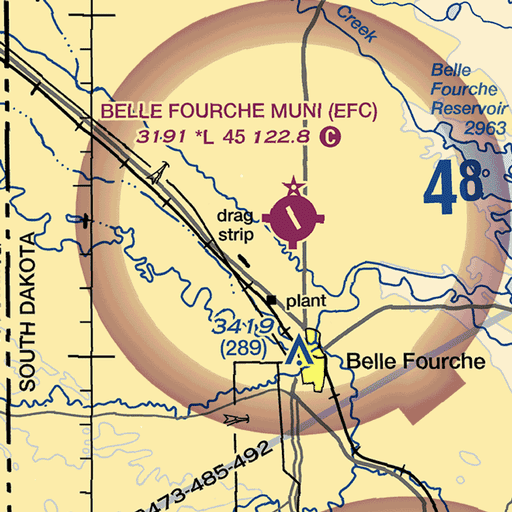 Creek
Belle
Fourche
Reservoir
2963
BELLE FOURCHE MUNI (EFC)
3191 *L 45 122.8 C
48
drag
strip
SOUTH DAKOTA
plant
3419
(289)
Belle Fourche
473-485-492